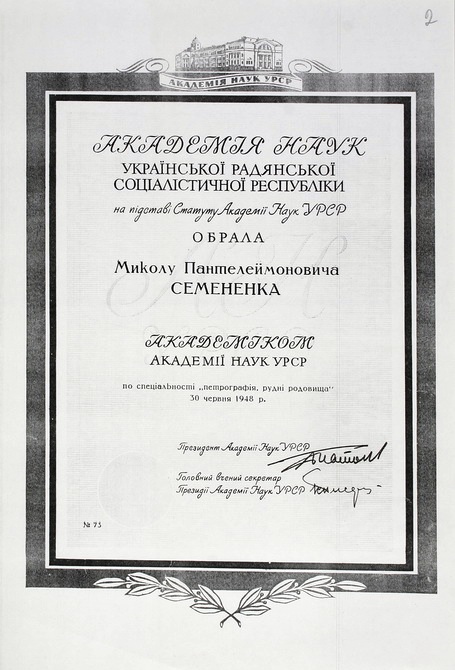 2
АКАДЕМІЯ НАУК УРСР
АКАДЕМІЯ НАУК
УКРАЇНСЬКОЇ РАДЯНСЬКОЇ
СОЦІАЛІСТИЧНОЇ РЕСПУБЛІКИ
на підставі Статуту Академії Наук УРСР
ОБРАЛА
Миколу Пантелеймоновича
СЕМЕНЕНКА
АКАДЕМІКОМ
АКАДЕМІЇ НАУК УРСР
по спеціальності „петрографія, рудні родовища"
30 червня 1948 р.
Президент Академії Наук УРСР
Головний вчений секретар
Президії Академії Наук УРСР
№ 73